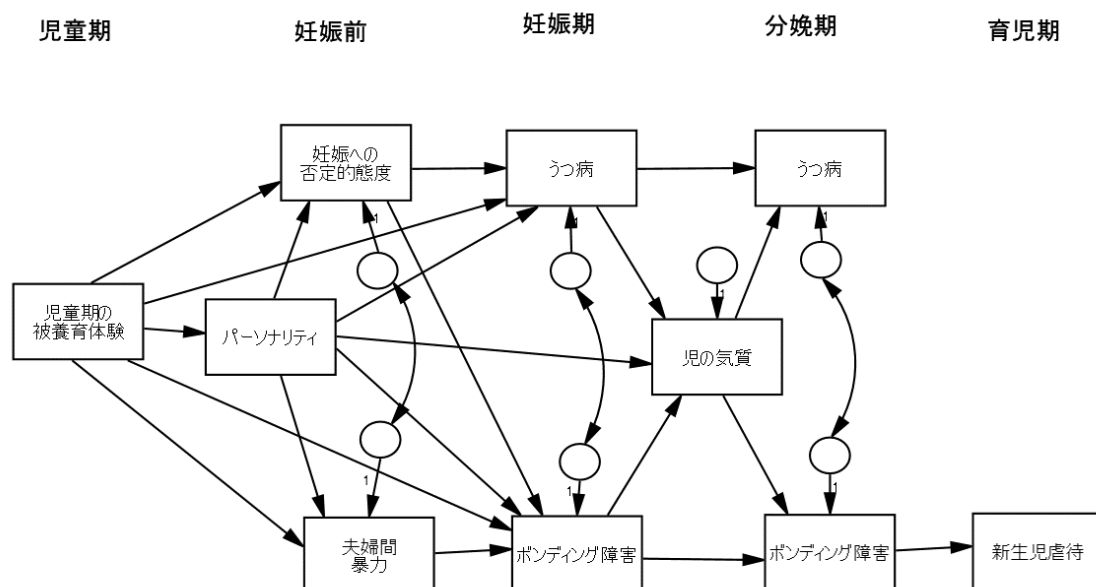 児童期
妊娠前
妊娠期
分娩期
育児期
妊娠への
否定的態度
うつ病
うつ病
1
1
1
児童期の
被養育体験
パーソナリティ
1
児の気質
1
1
1
夫婦間
暴力
ボンディング障害
ボンディング障害
新生児虐待